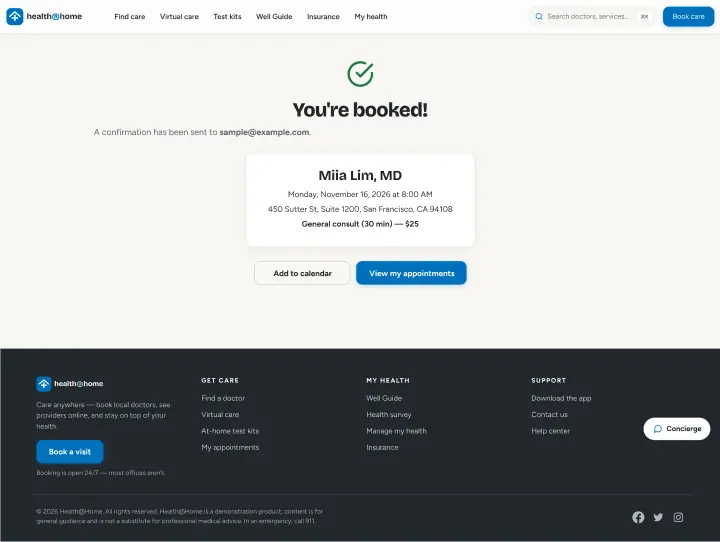 health@home
Find care
Virtual care
Test kits
Well Guide
Insurance
My health
Search doctors, services...
⌘K
Book care
You're booked!
A confirmation has been sent to sample@example.com.
Miia Lim, MD
Monday, November 16, 2026 at 8:00 AM
450 Sutter St, Suite 1200, San Francisco, CA 94108
General consult (30 min) — $25
Add to calendar
View my appointments
health@home
Care anywhere — book local doctors, see
providers online, and stay on top of your
health.
Book a visit
Booking is open 24/7 — most offices aren't.
GET CARE
Find a doctor
Virtual care
At-home test kits
My appointments
MY HEALTH
Well Guide
Health survey
Manage my health
Insurance
SUPPORT
Download the app
Contact us
Help center
Concierge
© 2026 Health@Home. All rights reserved. Health@Home is a demonstration product; content is for
general guidance and is not a substitute for professional medical advice. In an emergency, call 911.